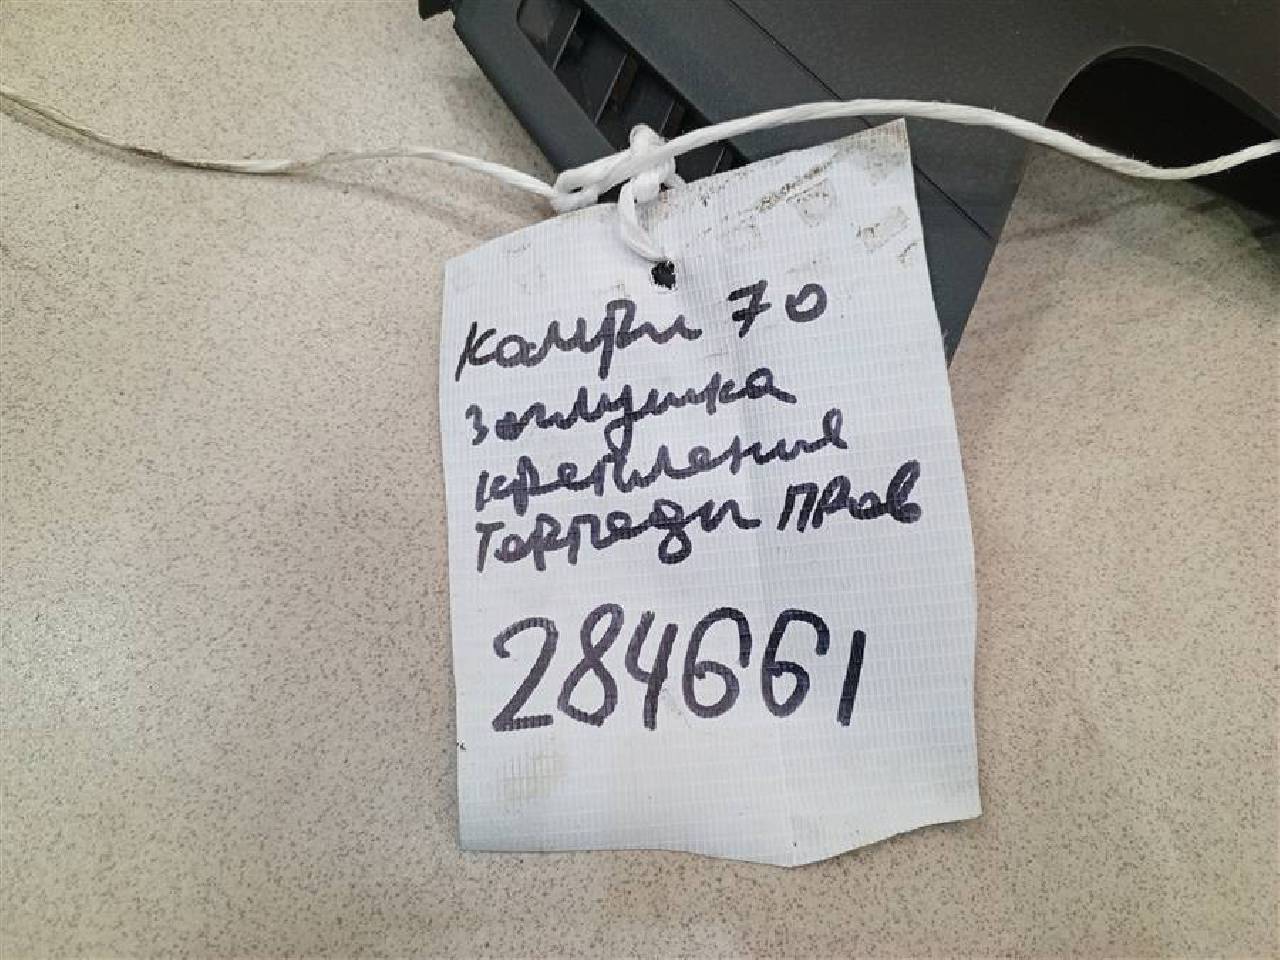 Камри 70
заглушка
крепления
Торпеды ПРав
284661